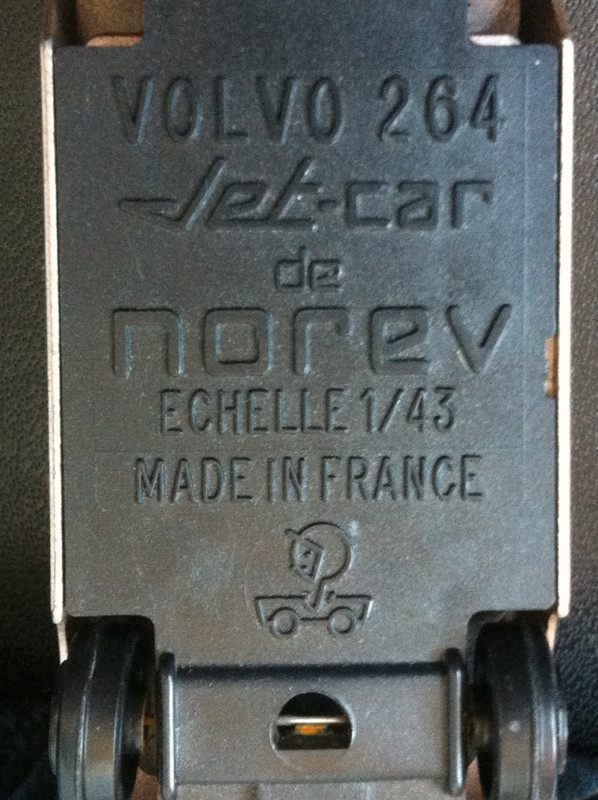 VOLVO 264
Jet-car
de
norev
ECHELLE 1/43
MADE IN FRANCE